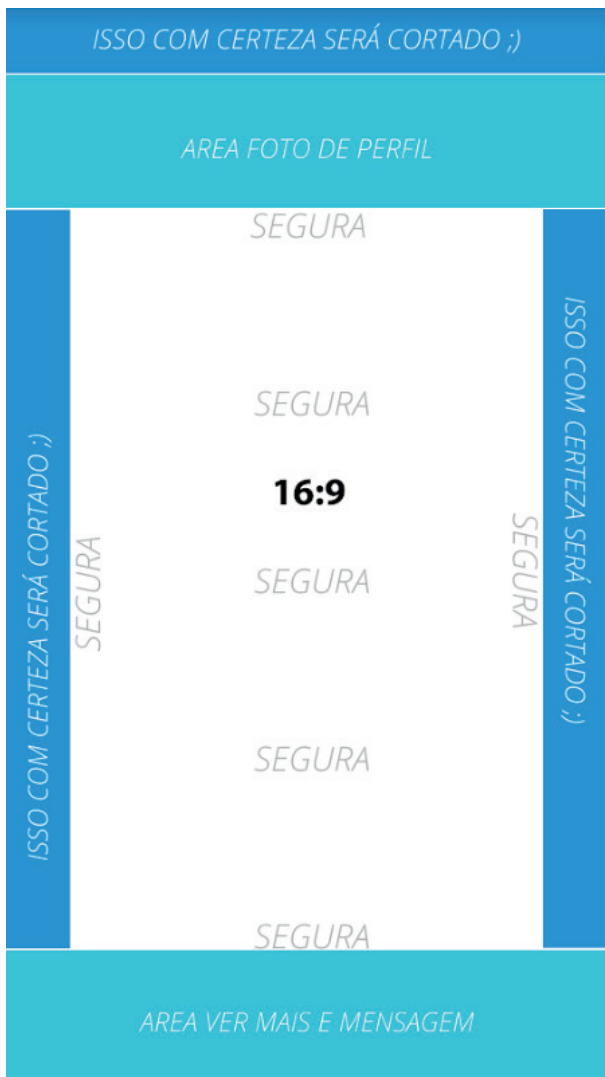 ISSO COM CERTEZA SERÁ CORTADO ;)
AREA FOTO DE PERFIL
SEGURA
SEGURA
16:9
SEGURA
SEGURA
SEGURA
ISSO COM CERTEZA SERÁ CORTADO ;)
SEGURA
SEGURA
ISSO COM CERTEZA SERÁ CORTADO ;)
AREA VER MAIS E MENSAGEM